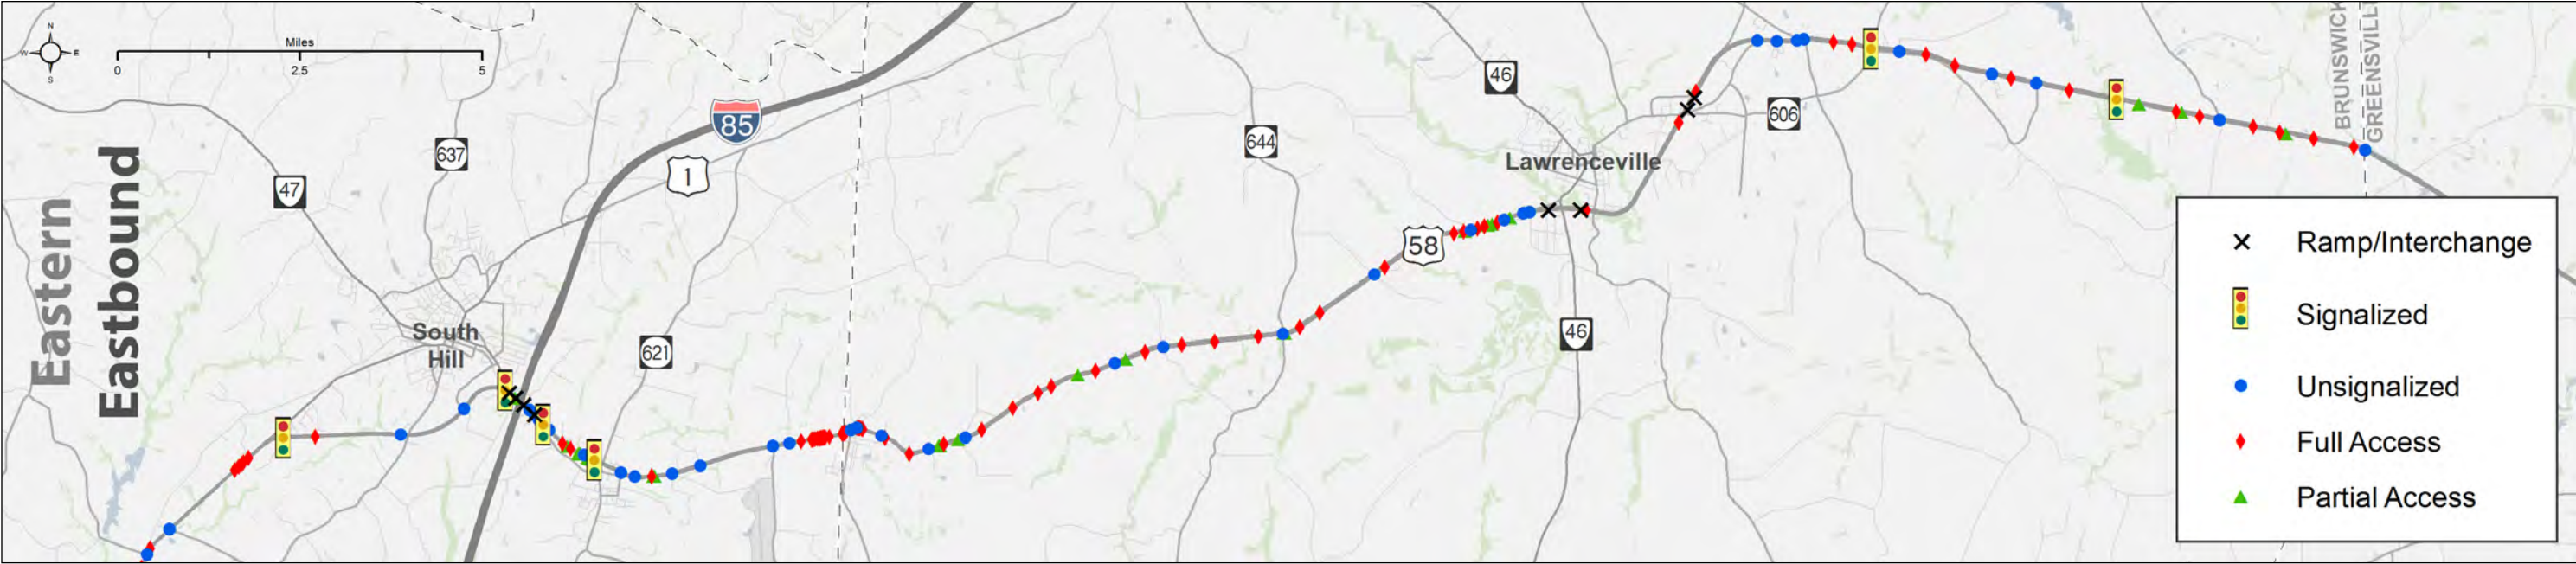 N
W
E
S
Miles
0
2.5
5
Eastern
Eastbound
47
637
85
1
South
Hill
621
644
46
Lawrenceville
58
46
606
BRUNSWICK
GREENSVILL
Ramp/Interchange
Signalized
Unsignalized
Full Access
Partial Access